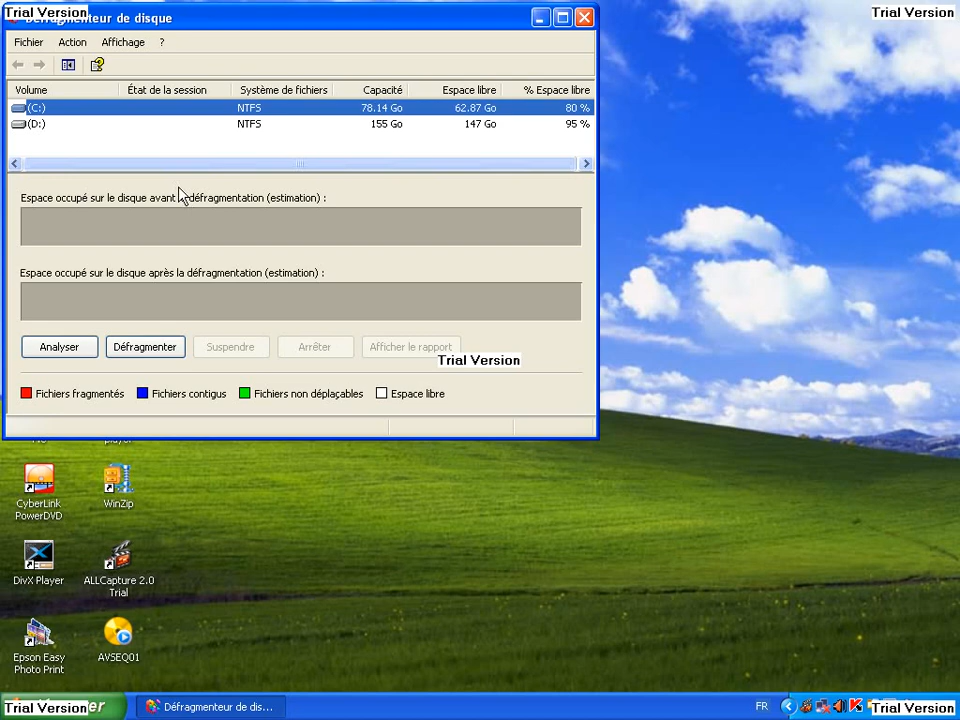 Trial Version
Trial Version
Défragmenteur de disque
Fichier Action Affichage ?
Volume État de la session Système de fichiers Capacité Espace libre % Espace libre
(C:) NTFS 78.14 Go 62.87 Go 80 %
(D:) NTFS 155 Go 147 Go 95 %
Espace occupé sur le disque avant défragmentation (estimation) :
Espace occupé sur le disque après la défragmentation (estimation) :
Analyser Défragmenter Suspendre Arrêter Afficher le rapport
Trial Version
Fichiers fragmentés Fichiers contigus Fichiers non déplaçables Espace libre
CyberLink PowerDVD
WinZip
DivX Player
ALLCapture 2.0 Trial
Epson Easy Photo Print
AVSEQ01
Trial Version
Défragmenteur de dis...
FR
Trial Version